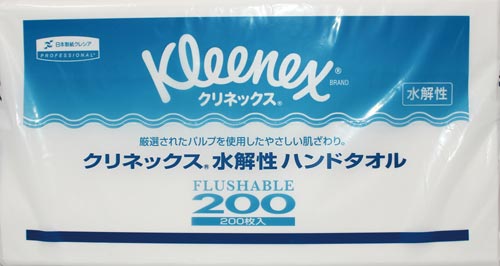 日本製紙クレシア
PROFESSIONAL
Kleenex®
BRAND
クリネックス®
水解性
厳選されたパルプを使用したやさしい肌ざわり。
クリネックス®水解性ハンドタオル
FLUSHABLE
200
200枚入